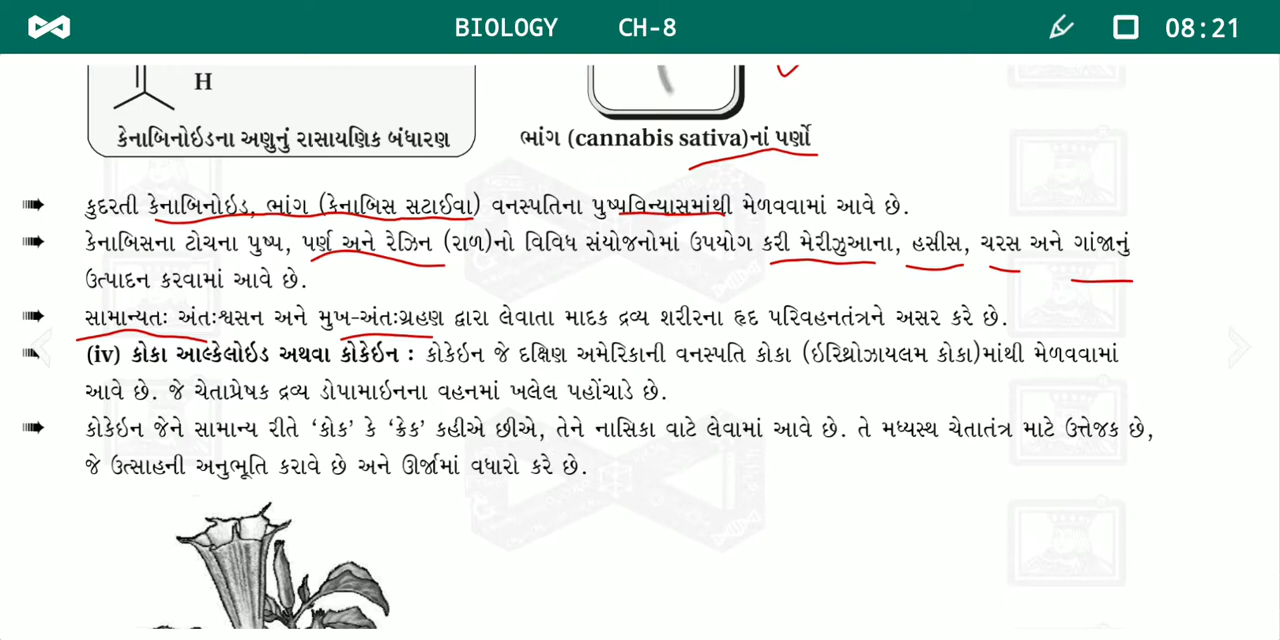 BIOLOGY CH-8 08:21
H
કેનાબિનોઇડના અણુનું રાસાયણિક બંધારણ
ભાંગ (cannabis sativa)નાં પર્ણો
કુદરતી કેનાબિનોઇડ, ભાંગ (કેનાબિસ સટાઈવા) વનસ્પતિના પુષ્પવિન્યાસમાંથી મેળવવામાં આવે છે.
કેનાબિસના ટોચના પુષ્પ, પર્ણ અને રેઝિન (રાળ)નો વિવિધ સંયોજનોમાં ઉપયોગ કરી મેરીઝુઆના, હસીસ, ચરસ અને ગાંજાનું
ઉત્પાદન કરવામાં આવે છે.
સામાન્યતઃ અંતઃશ્વસન અને મુખ-અંતઃગ્રહણ દ્વારા લેવાતા માદક દ્રવ્ય શરીરના હૃદ પરિવહનતંત્રને અસર કરે છે.
(iv) કોકા આલ્કેલોઇડ અથવા કોકેઇન : કોકેઇન જે દક્ષિણ અમેરિકાની વનસ્પતિ કોકા (ઇરિથ્રોઝાયલમ કોકા)માંથી મેળવવામાં
આવે છે. જે ચેતાપ્રેષક દ્રવ્ય ડોપામાઇનના વહનમાં ખલેલ પહોંચાડે છે.
કોકેઇન જેને સામાન્ય રીતે ‘કોક’ કે ‘ક્રેક’ કહીએ છીએ, તેને નાસિકા વાટે લેવામાં આવે છે. તે મધ્યસ્થ ચેતાતંત્ર માટે ઉત્તેજક છે,
જે ઉત્સાહની અનુભૂતિ કરાવે છે અને ઊર્જામાં વધારો કરે છે.